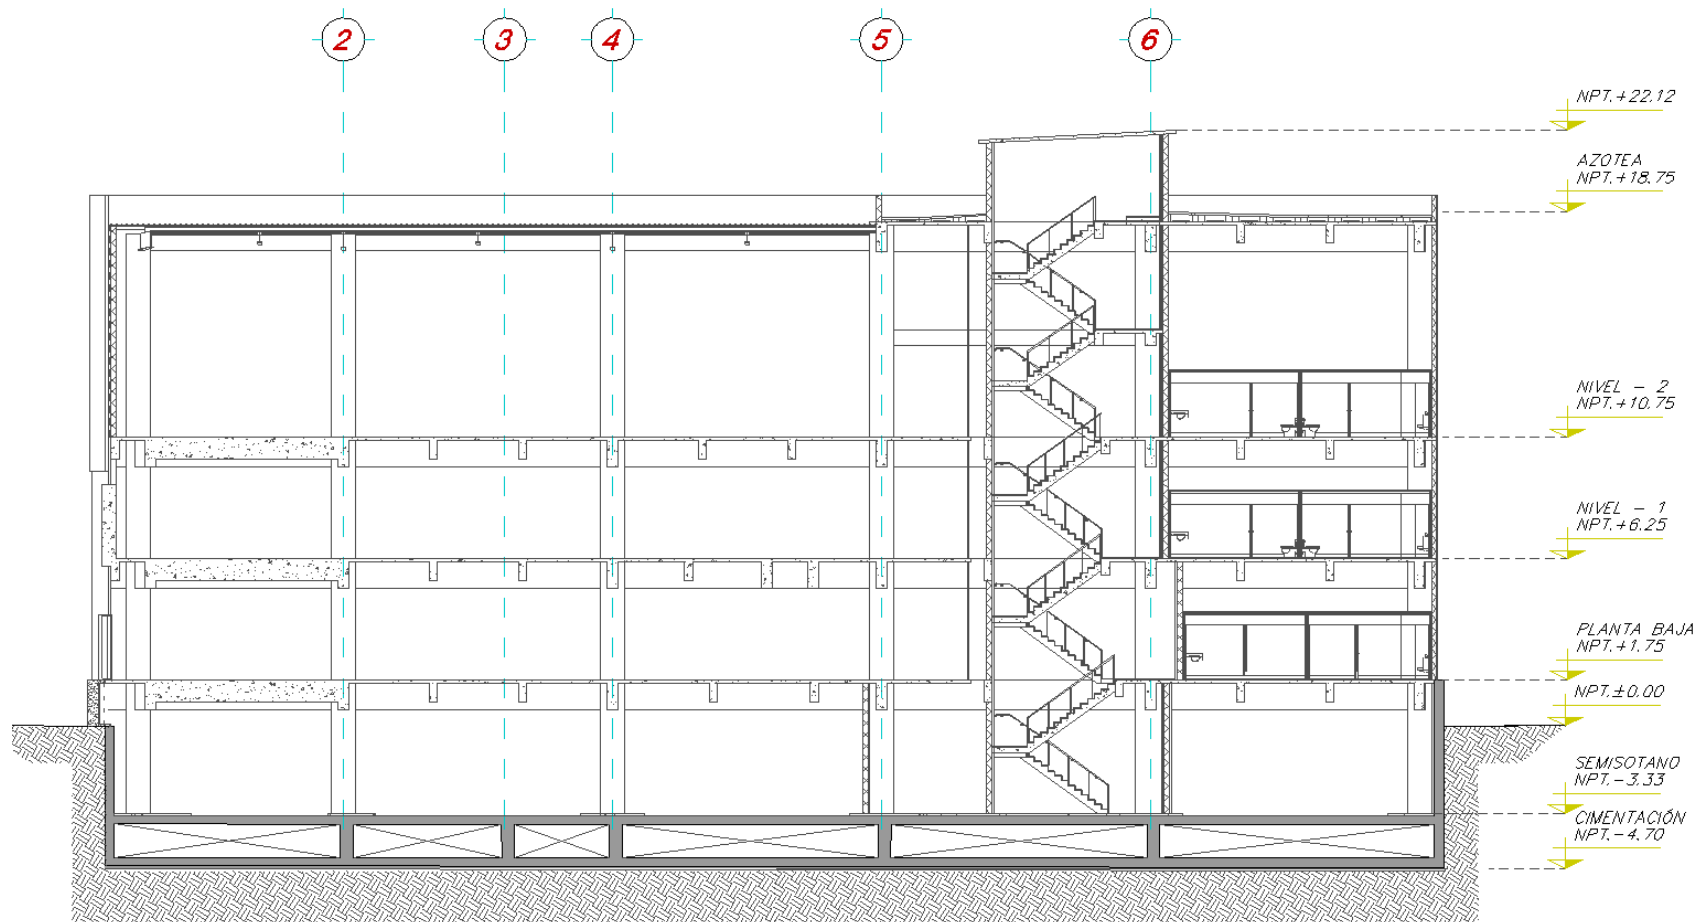 2 3 4 5 6
NPT.+22.12
AZOTEA
NPT.+18.75
NIVEL - 2
NPT.+10.75
NIVEL - 1
NPT.+6.25
PLANTA BAJA
NPT.+1.75
NPT.±0.00
SEMISOTANO
NPT.-3.33
CIMENTACIÓN
NPT.-4.70